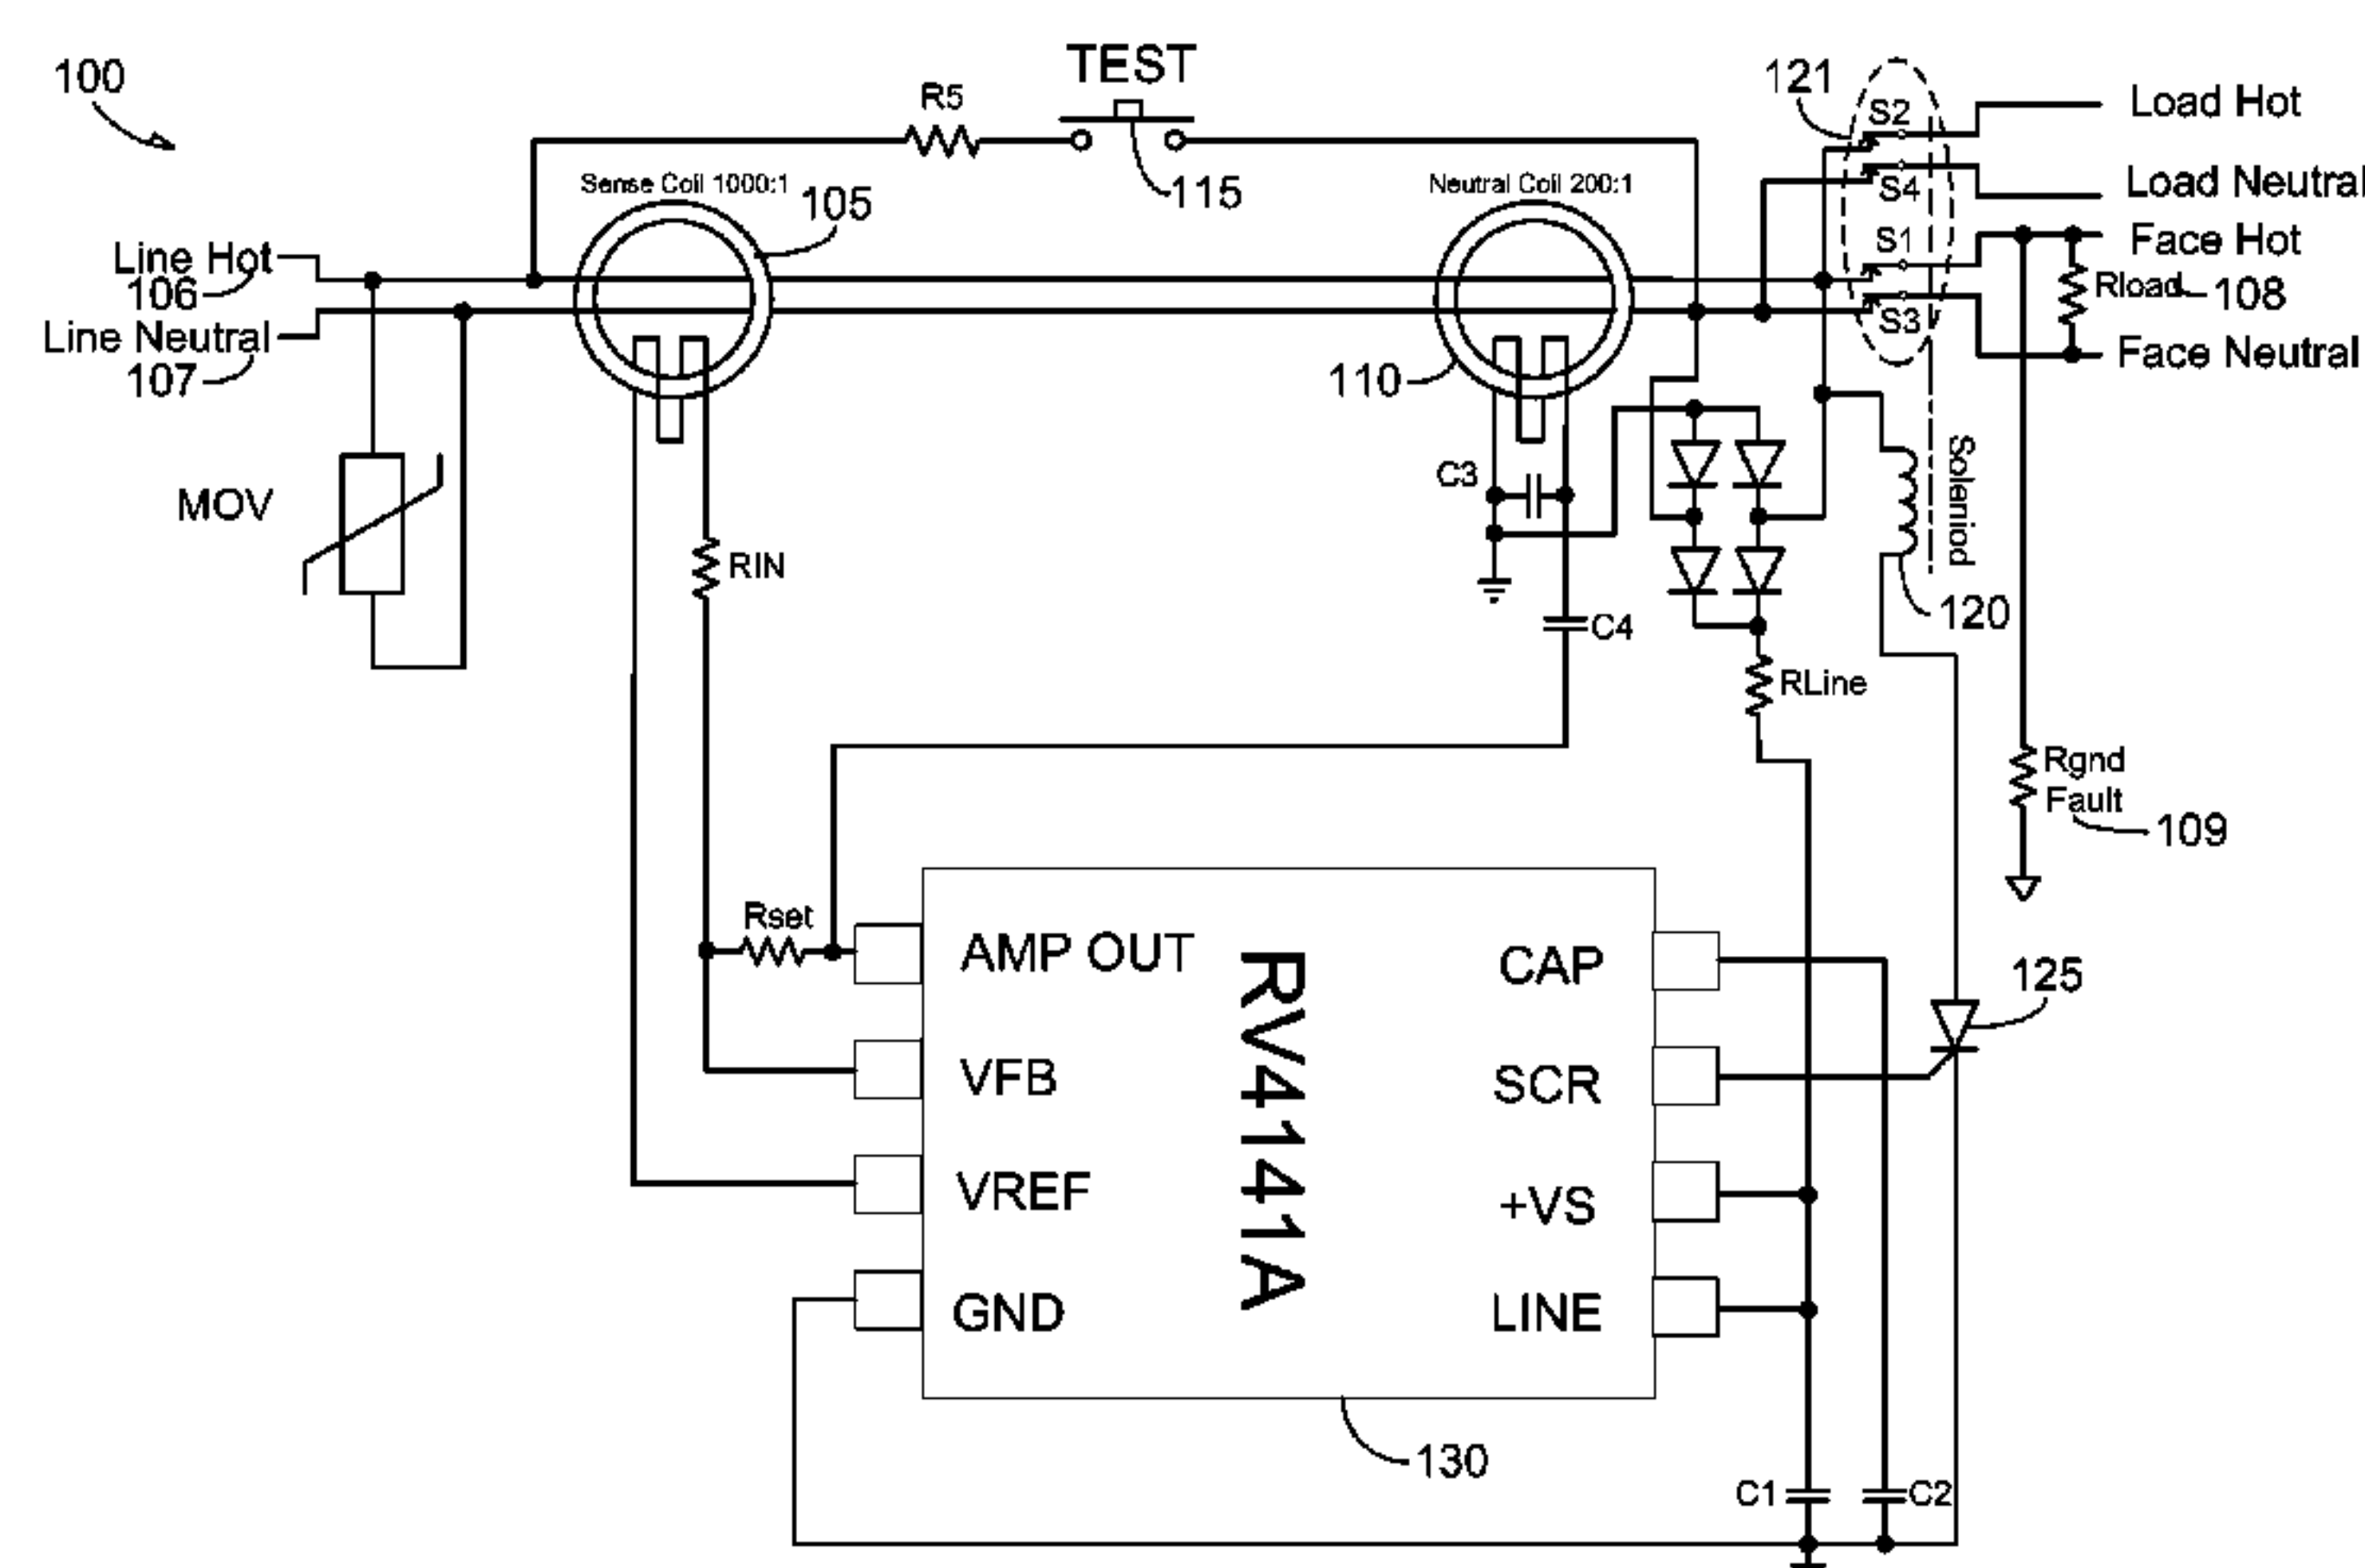 100
TEST
R5
115
121
S2
Load Hot
S4
Load Neutral
Sense Coil 1000:1
105
Neutral Coil 200:1
Line Hot
106
S1
Face Hot
Rload
108
Line Neutral
107
S3
Face Neutral
110
MOV
C3
Soleniod
RIN
120
C4
RLine
Rgnd
Fault
109
Rset
AMP OUT
CAP
125
VFB
SCR
RV4141A
VREF
+VS
GND
LINE
130
C1
C2